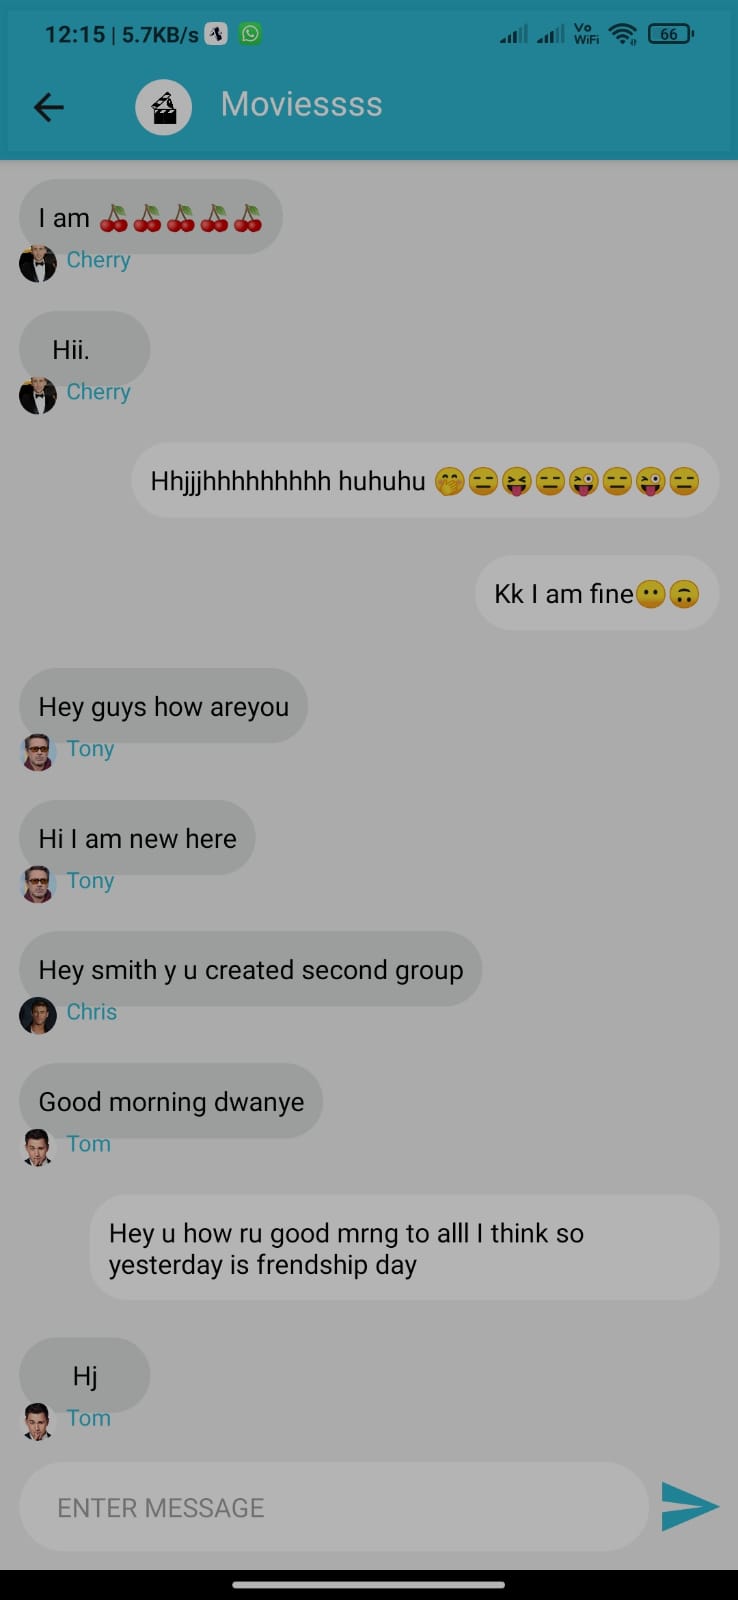 12:15 | 5.7KB/s Vo WiFi 66
Moviessss
I am 🍒🍒🍒🍒🍒
Cherry
Hii.
Cherry
Hhjjjhhhhhhhhh huhuhu 🤭😑😝😑😜😑😜😑
Kk I am fine😶🙃
Hey guys how areyou
Tony
Hi I am new here
Tony
Hey smith y u created second group
Chris
Good morning dwanye
Tom
Hey u how ru good mrng to alll I think so
yesterday is frendship day
Hj
Tom
ENTER MESSAGE